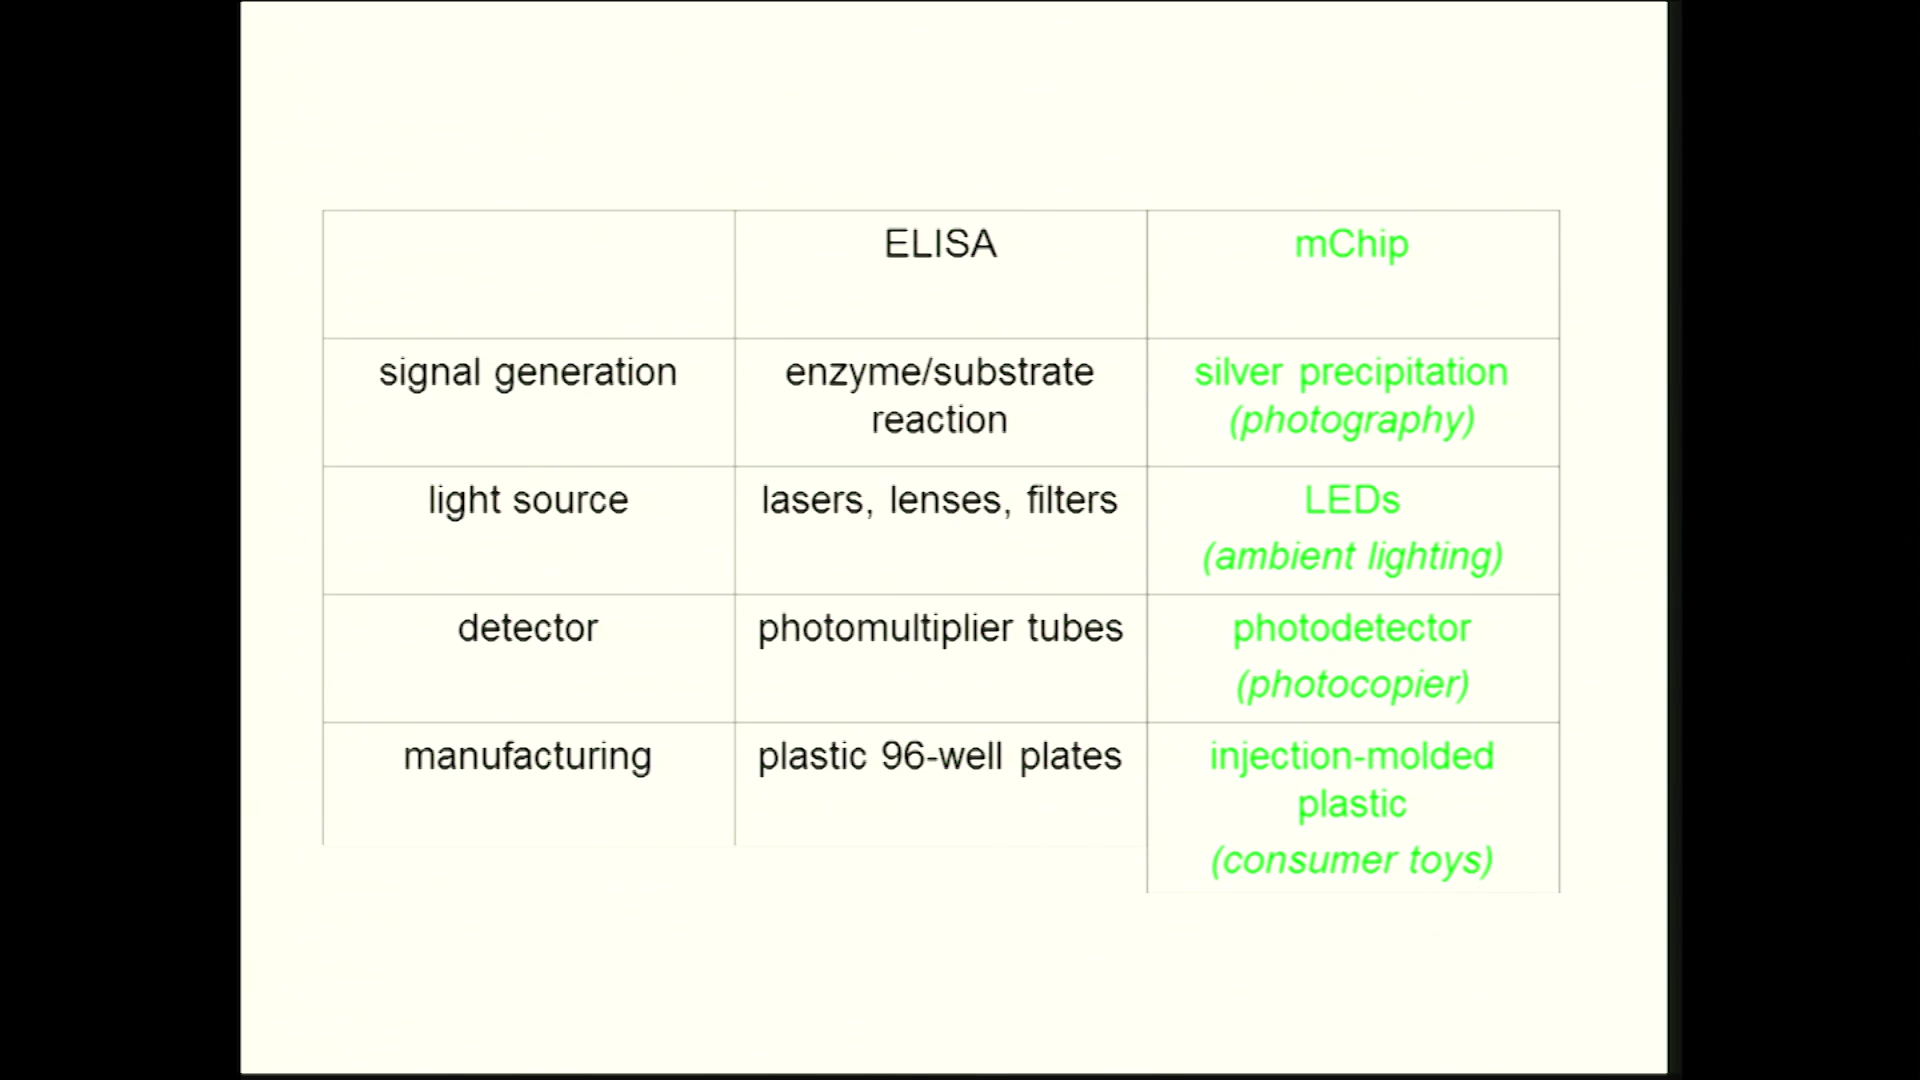 ELISA
mChip
signal generation
enzyme/substrate
reaction
silver precipitation
(photography)
light source
lasers, lenses, filters
LEDs
(ambient lighting)
detector
photomultiplier tubes
photodetector
(photocopier)
manufacturing
plastic 96-well plates
injection-molded
plastic
(consumer toys)